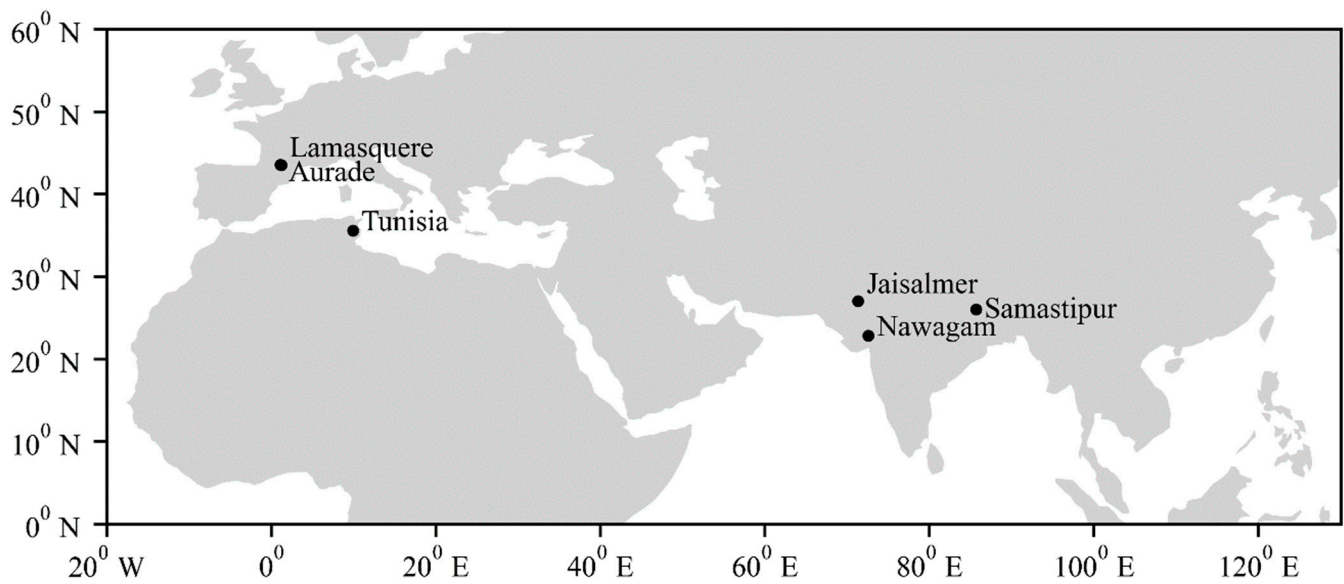 60⁰ N
50⁰ N
Lamasquere
Aurade
40⁰ N
Tunisia
30⁰ N
Jaisalmer
Samastipur
Nawagam
20⁰ N
10⁰ N
0⁰ N
20⁰ W 0⁰ 20⁰ E 40⁰ E 60⁰ E 80⁰ E 100⁰ E 120⁰ E